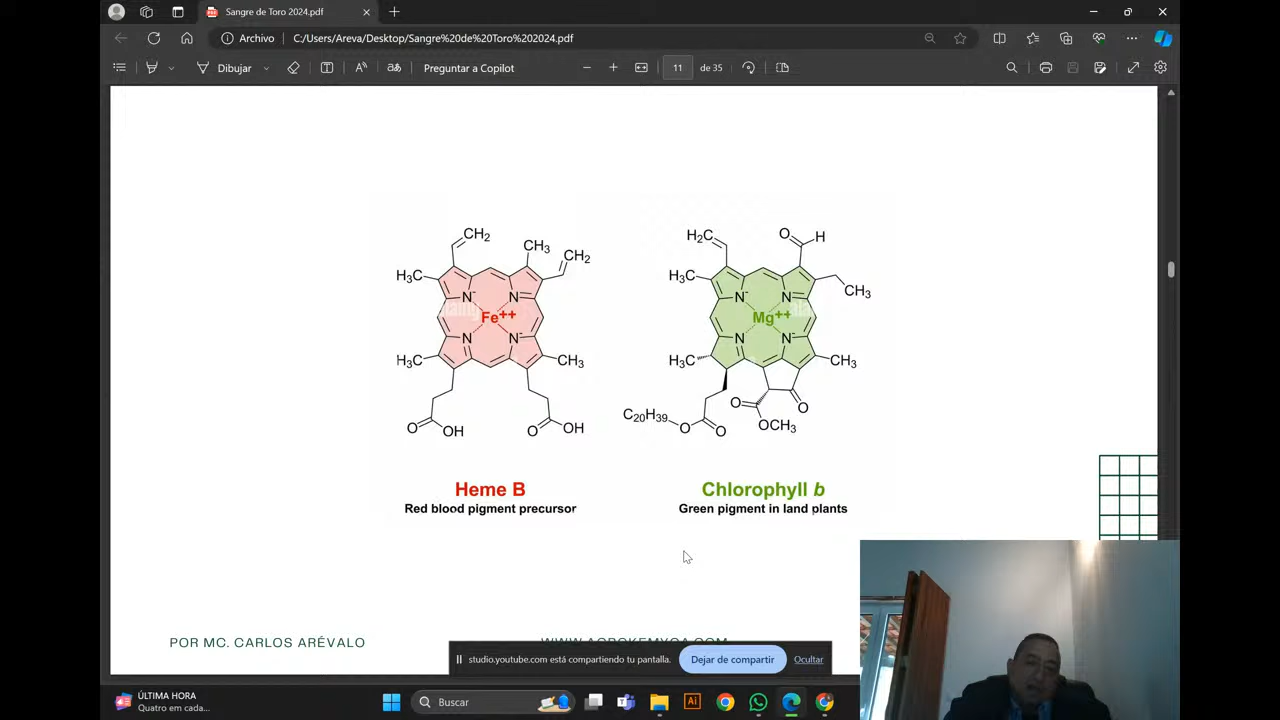 Sangre de Toro 2024.pdf
Archivo C:/Users/Areva/Desktop/Sangre%20de%20Toro%202024.pdf
Dibujar
Preguntar a Copilot
11 de 35
CH2
CH3
CH2
H3C
N-
N
Fe++
N
N-
H3C
CH3
O
OH
O
OH
Heme B
Red blood pigment precursor
H2C
O
H
H3C
CH3
N-
N
Mg++
N
N-
H3C
CH3
C20H39
O
O
O
OCH3
O
Chlorophyll b
Green pigment in land plants
POR MC. CARLOS ARÉVALO
WWW.AGROKEMYCA.COM
studio.youtube.com está compartiendo tu pantalla.
Dejar de compartir
Ocultar
ÚLTIMA HORA
Quatro em cada...
Buscar